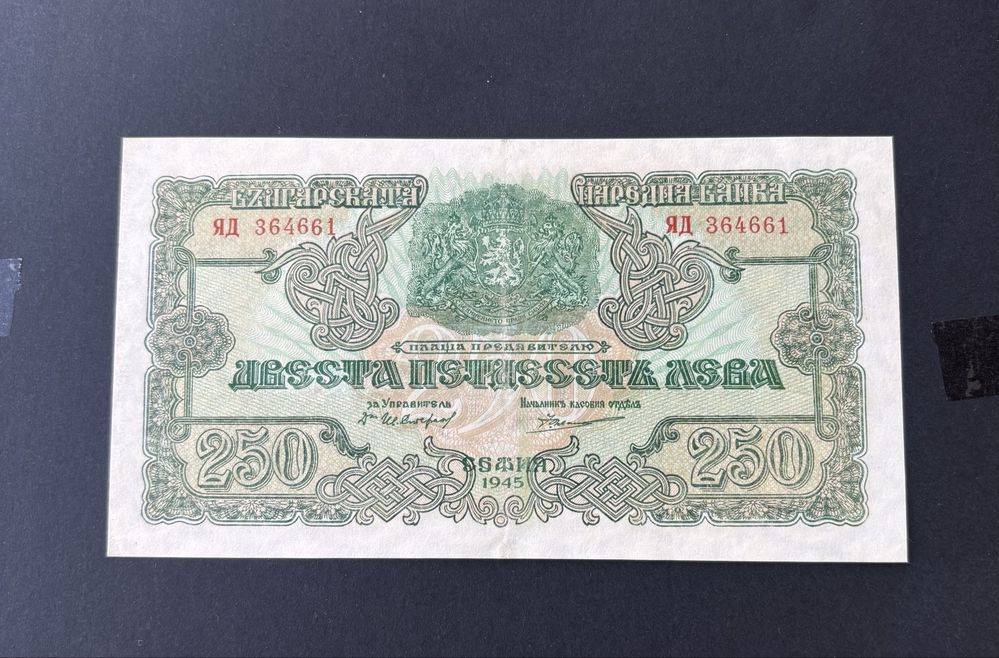 БЪЛГАРСКАТА НАРОДНА БАНКА
ЯД 364661 ЯД 364661
ПЛАЩА ПРЕДЯВИТЕЛЮ
ДВЕСТА ПЕТДЕСЕТЬ ЛЕВА
за Управитель Началникъ касовия отдѣлъ
250 СОФИЯ 250
1945